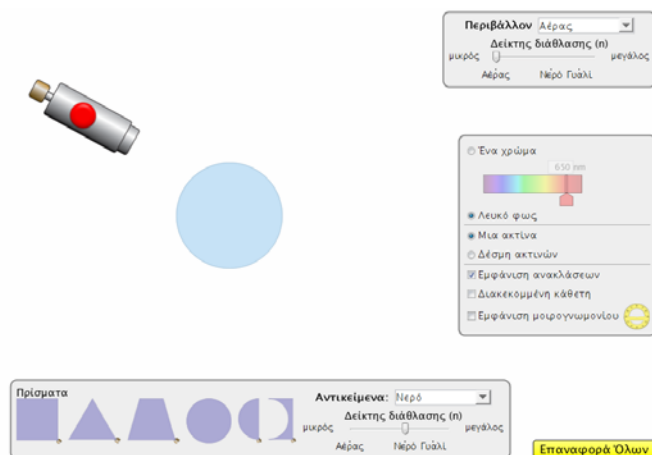 Περιβάλλον Αέρας
Δείκτης διάθλασης (n)
μικρός μεγάλος
Αέρας Νερό Γυαλί
Ένα χρώμα
650 nm
Λευκό φως
Μια ακτίνα
Δέσμη ακτινών
Εμφάνιση ανακλάσεων
Διακεκομμένη κάθετη
Εμφάνιση μοιρογνωμονίου
Πρίσματα
Αντικείμενα: Νερό
Δείκτης διάθλασης (n)
μικρός μεγάλος
Αέρας Νερό Γυαλί
Επαναφορά Όλων